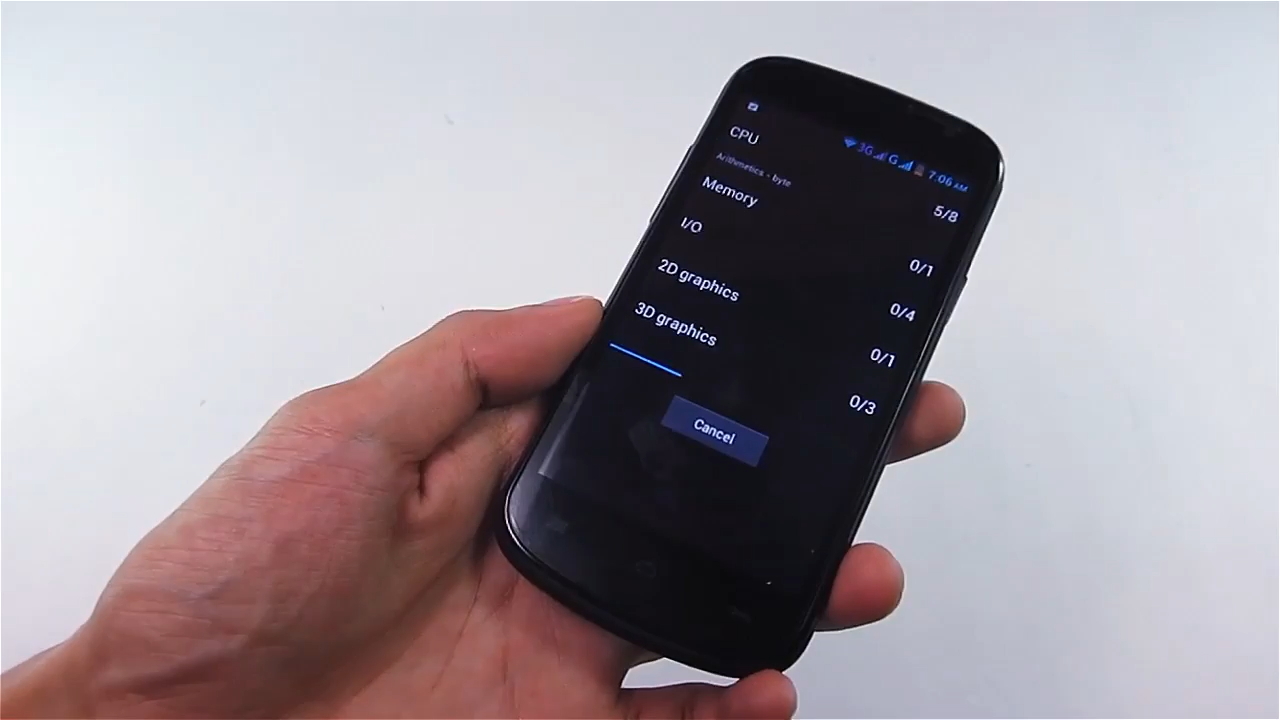 3G G 7:06 AM
CPU 5/8
Arithmetics - byte
Memory 0/1
I/O 0/4
2D graphics 0/1
3D graphics 0/3
Cancel